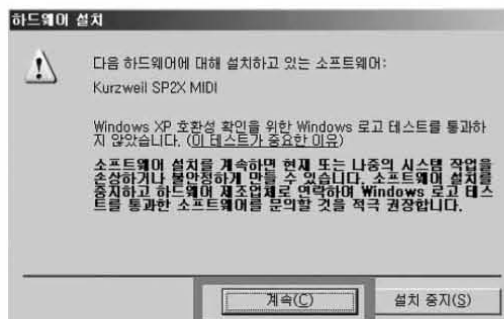 하드웨어 설치
다음 하드웨어에 대해 설치하고 있는 소프트웨어:
Kurzweil SP2X MIDI
Windows XP 호환성 확인을 위한 Windows 로고 테스트를 통과하
지 않았습니다. (이 테스트가 중요한 이유)
소프트웨어 설치를 계속하면 현재 또는 나중의 시스템 작업을
손상하거나 불안정하게 만들 수 있습니다. 소프트웨어 설치를
중지하고 하드웨어 제조업체로 연락하여 Windows 로고 테스
트를 통과한 소프트웨어를 문의할 것을 적극 권장합니다.
계속(C)
설치 중지(S)